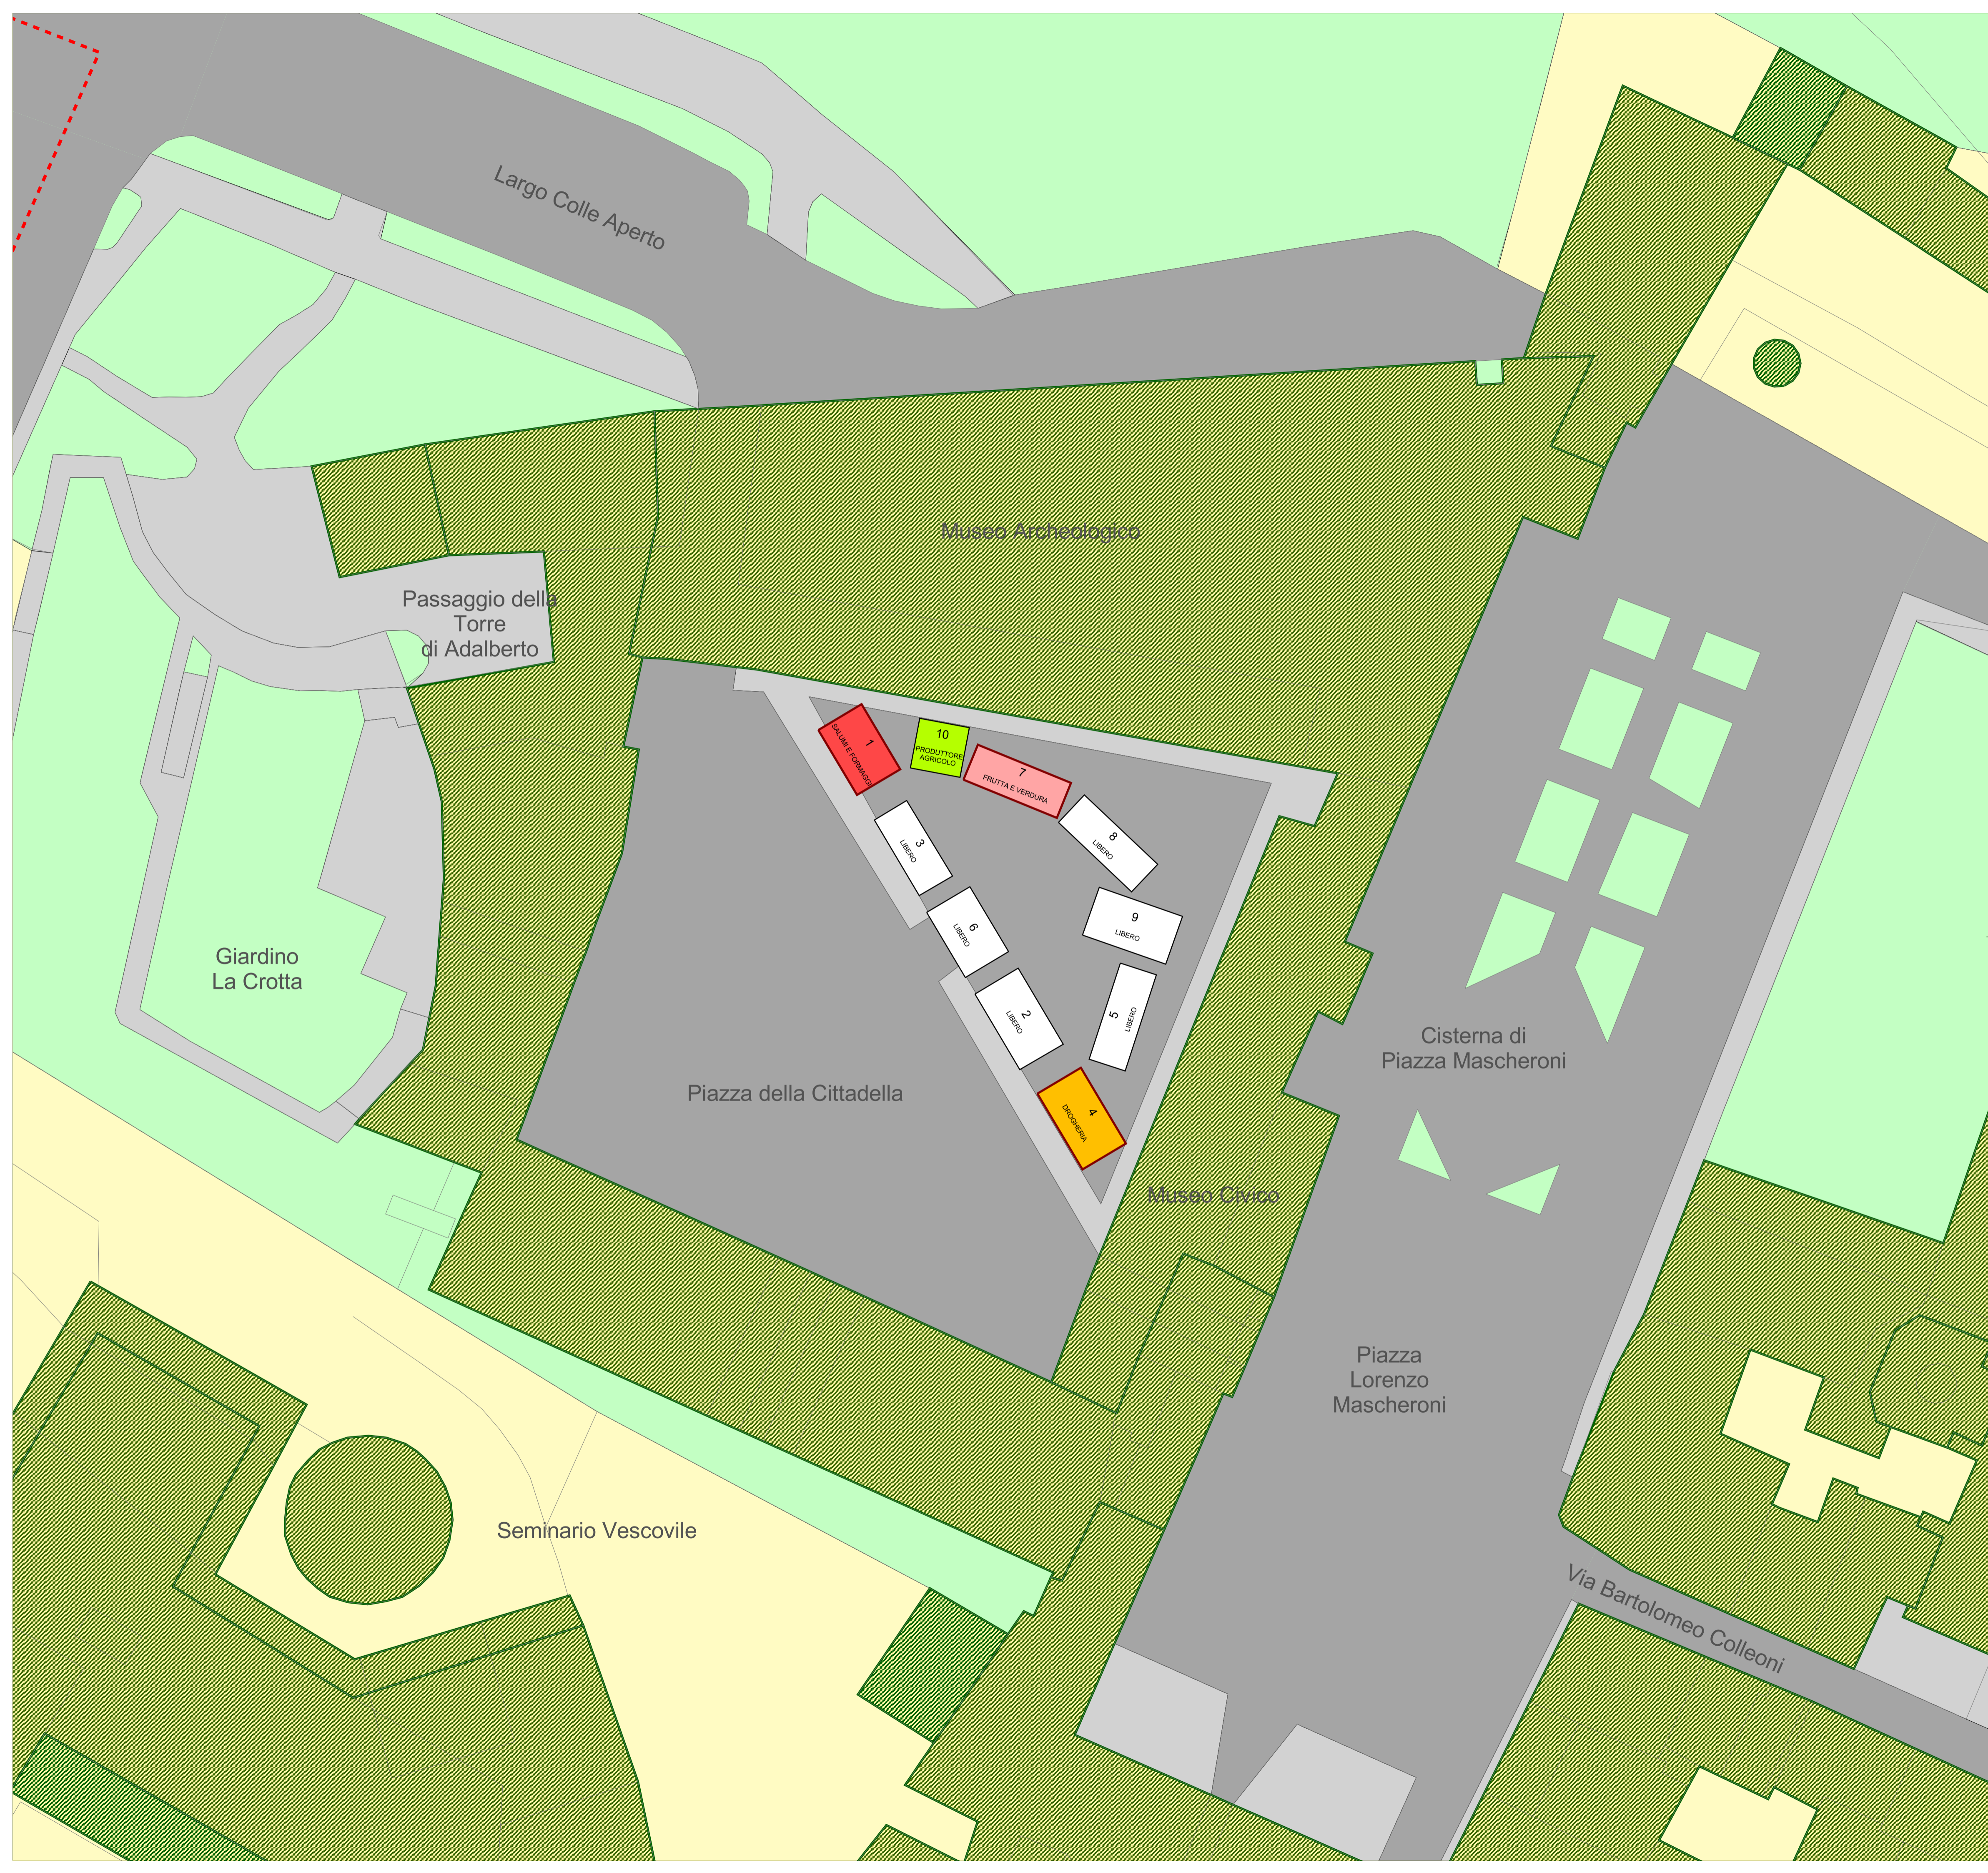 Largo Colle Aperto
Museo Archeologico
Passaggio della
Torre
di Adalberto
1
SALUMI E FORMAGGI
10
PRODUTTORE
AGRICOLO
7
FRUTTA E VERDURA
8
LIBERO
3
LIBERO
9
LIBERO
6
LIBERO
Giardino
La Crotta
2
LIBERO
5
LIBERO
Cisterna di
Piazza Mascheroni
Piazza della Cittadella
4
DROGHERIA
Museo Civico
Piazza
Lorenzo
Mascheroni
Seminario Vescovile
Via Bartolomeo Colleoni